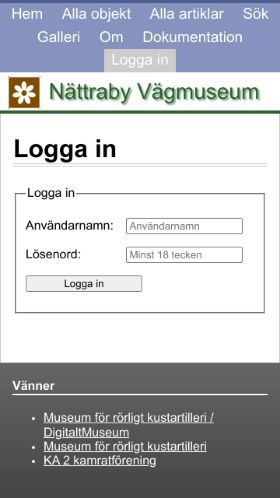 Hem Alla objekt Alla artiklar Sök
Galleri Om Dokumentation
Logga in
Nättraby Vägmuseum
Logga in
Logga in
Användarnamn: Användarnamn
Lösenord: Minst 18 tecken
Logga in
Vänner
Museum för rörligt kustartilleri /
DigitaltMuseum
Museum för rörligt kustartilleri
KA 2 kamratförening